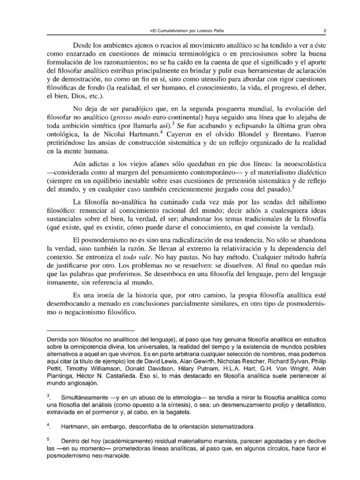 «El Cumulativismo» por Lorenzo Peña 2
Desde los ambientes ajenos o reacios al movimiento analítico se ha tendido a ver a éste
como enzarzado en cuestiones de minucia terminológica o en preciosismos sobre la buena
formulación de los razonamientos; no se ha caído en la cuenta de que el significado y el aporte
del filosofar analítico estriban principalmente en brindar y pulir esas herramientas de aclaración
y de demostración, no como un fin en sí, sino como utensilio para abordar con rigor cuestiones
filosóficas de fondo (la realidad, el ser humano, el conocimiento, la vida, el progreso, el deber,
el bien, Dios, etc.).
No deja de ser paradójico que, en la segunda posguerra mundial, la evolución del
filosofar no analítico (grosso modo euro-continental) haya seguido una línea que lo alejaba de
toda ambición sintética (por llamarla así).3 Se fue acabando y eclipsando la última gran obra
ontológica, la de Nicolai Hartmann.4 Cayeron en el olvido Blondel y Brentano. Fueron
pretiriéndose las ansias de construcción sistemática y de un reflejo organizado de la realidad
en la mente humana.
Aún adictas a los viejos afanes sólo quedaban en pie dos líneas: la neoescolástica
—considerada como al margen del pensamiento contemporáneo— y el materialismo dialéctico
(siempre en un equilibrio inestable sobre esas cuestiones de pretensión sistemática y de reflejo
del mundo, y en cualquier caso también crecientemente juzgado cosa del pasado).5
La filosofía no-analítica ha caminado cada vez más por las sendas del nihilismo
filosófico: renunciar al conocimiento racional del mundo; decir adiós a cualesquiera ideas
sustanciales sobre el bien, la verdad, el ser; abandonar los temas tradicionales de la filosofía
(qué existe, qué es existir, cómo puede darse el conocimiento, en qué consiste la verdad).
El posmodernismo no es sino una radicalización de esa tendencia. No sólo se abandona
la verdad, sino también la razón. Se llevan al extremo la relatividad y la dependencia del
contexto. Se entroniza el todo vale. No hay pautas. No hay método. Cualquier método habría
de justificarse por otro. Los problemas no se resuelven; se disuelven. Al final no quedan más
que las palabras que proferimos. Se desemboca en una filosofía del lenguaje, pero del lenguaje
inmanente, sin referencia al mundo.
Es una ironía de la historia que, por otro camino, la propia filosofía analítica esté
desembocando a menudo en conclusiones parcialmente similares, en otro tipo de posmodernis-
mo o negacionismo filosófico.
Derrida son filósofos no analíticos del lenguaje), al paso que hay genuina filosofía analítica en estudios
sobre la omnipotencia divina, los universales, la realidad del tiempo y la existencia de mundos posibles
alternativos a aquel en que vivimos. Es en parte arbitraria cualquier selección de nombres, mas podemos
aquí citar (a título de ejemplo) los de David Lewis, Alan Gewirth, Nicholas Rescher, Richard Sylvan, Philip
Pettit, Timothy Williamson, Donald Davidson, Hilary Putnam, H.L.A. Hart, G.H. Von Wright, Alvin
Plantinga, Héctor N. Castañeda. Eso sí, lo más destacado en filosofía analítica suele pertenecer al
mundo anglosajón.
3. Simultáneamente —y en un abuso de la etimología— se tendía a mirar la filosofía analítica como
una filosofía del análisis (como opuesto a la síntesis), o sea: un desmenuzamiento prolijo y detallístico,
extraviada en el pormenor y, al cabo, en la bagatela.
4. Hartmann, sin embargo, desconfiaba de la orientación sistematizadora.
5. Dentro del hoy (académicamente) residual materialismo marxista, parecen agostadas y en declive
las —en su momento— prometedoras líneas analíticas, al paso que, en algunos círculos, hace furor el
posmodernismo neo-marxoide.